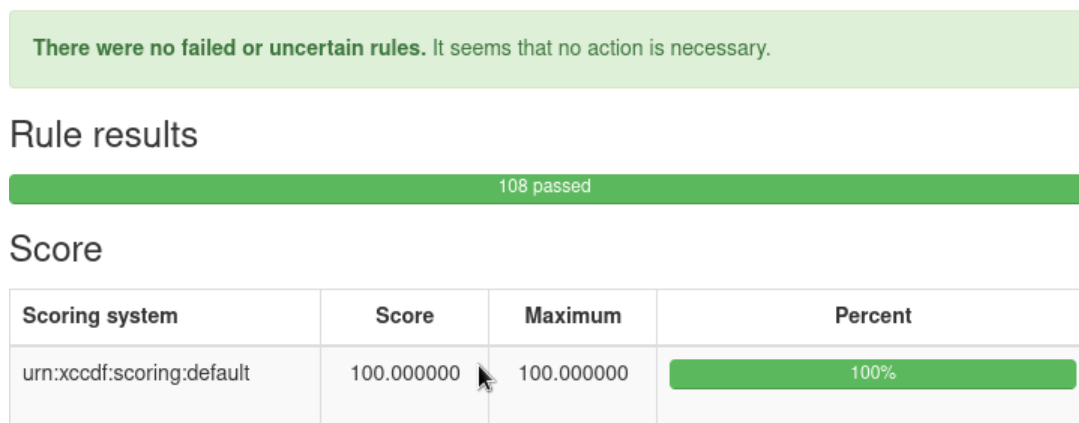 There were no failed or uncertain rules. It seems that no action is necessary.
Rule results
108 passed
Score
Scoring system Score Maximum Percent
urn:xccdf:scoring:default 100.000000 100.000000 100%